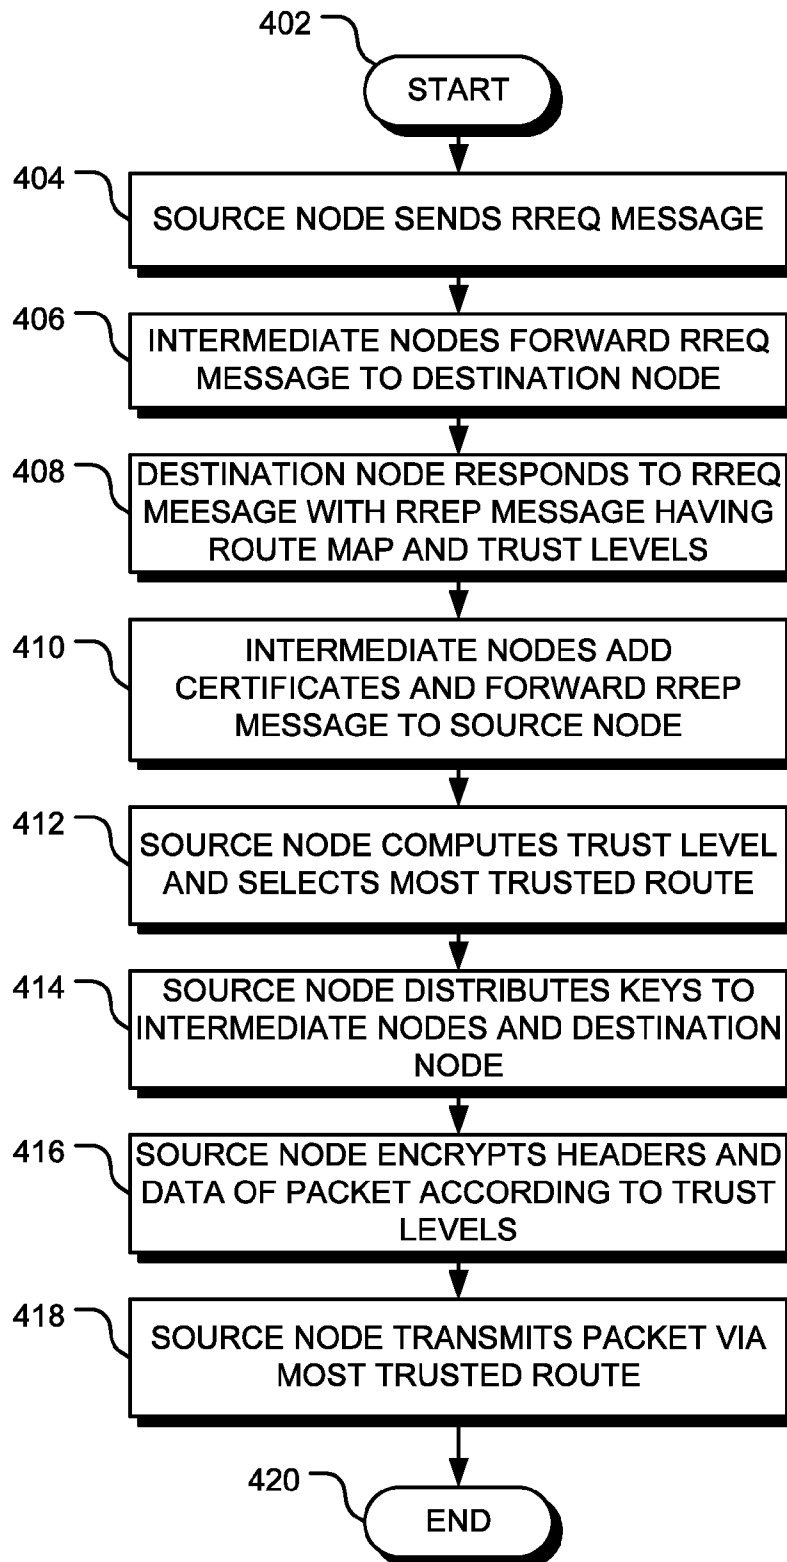 402
START
404
SOURCE NODE SENDS RREQ MESSAGE
406
INTERMEDIATE NODES FORWARD RREQ
MESSAGE TO DESTINATION NODE
408
DESTINATION NODE RESPONDS TO RREQ
MEESAGE WITH RREP MESSAGE HAVING
ROUTE MAP AND TRUST LEVELS
410
INTERMEDIATE NODES ADD
CERTIFICATES AND FORWARD RREP
MESSAGE TO SOURCE NODE
412
SOURCE NODE COMPUTES TRUST LEVEL
AND SELECTS MOST TRUSTED ROUTE
414
SOURCE NODE DISTRIBUTES KEYS TO
INTERMEDIATE NODES AND DESTINATION
NODE
416
SOURCE NODE ENCRYPTS HEADERS AND
DATA OF PACKET ACCORDING TO TRUST
LEVELS
418
SOURCE NODE TRANSMITS PACKET VIA
MOST TRUSTED ROUTE
420
END